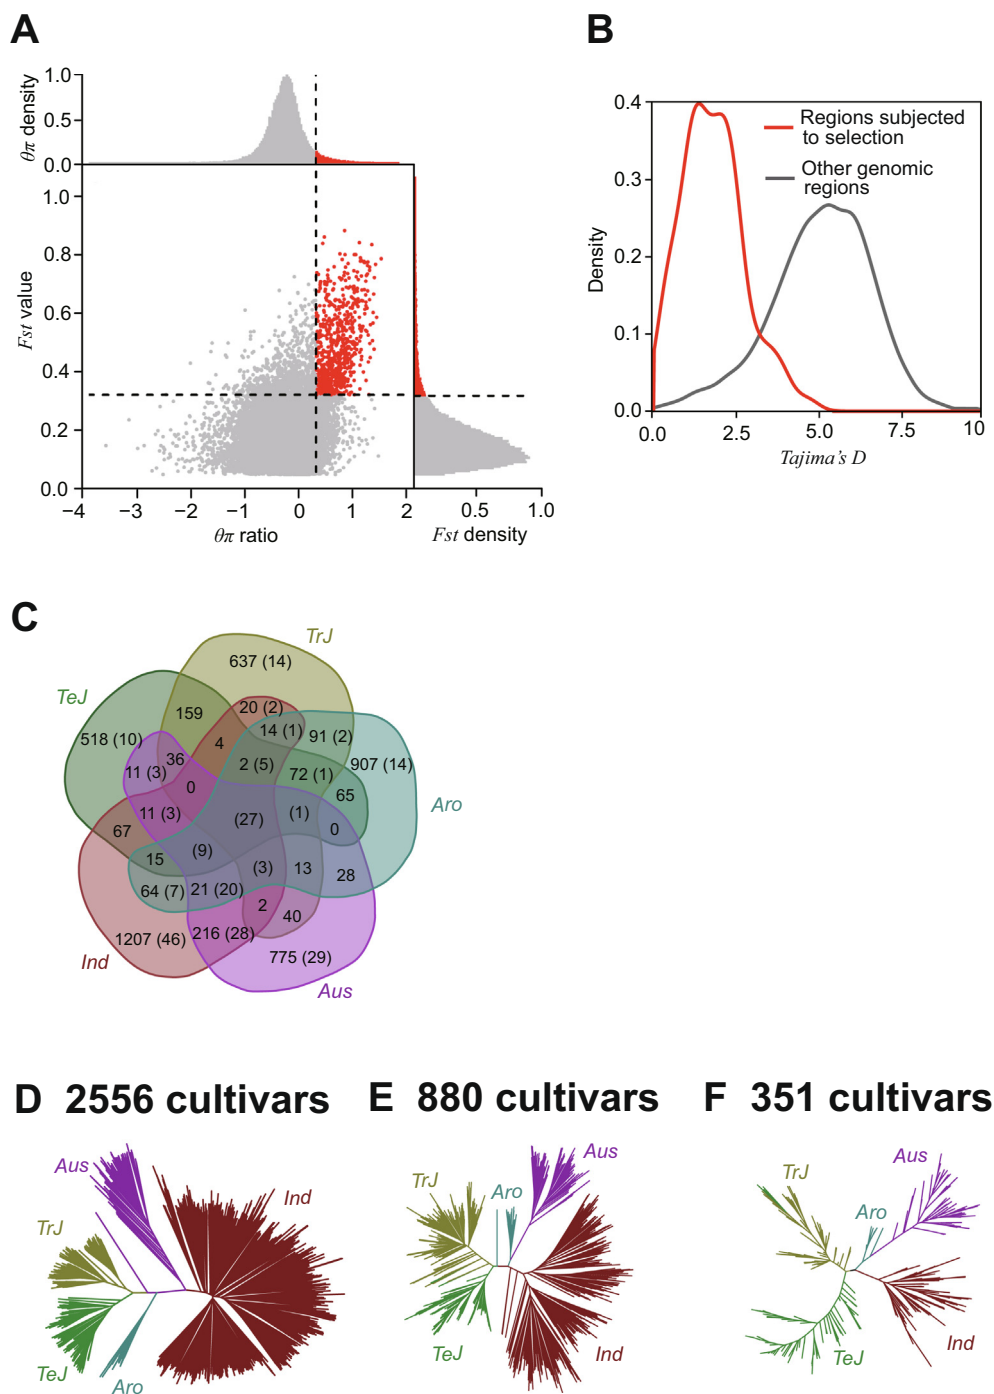 A
θπ density
1.0
0.5
0.0
Fst value
1.0
0.8
0.6
0.4
0.2
0.0
−4 −3 −2 −1 0 1 2
θπ ratio
0.5 1.0
Fst density
B
Density
0.4
0.3
0.2
0.1
0.0
Regions subjected
to selection
Other genomic
regions
0.0 2.5 5.0 7.5 10
Tajima's D
C
TrJ
637 (14)
TeJ
159
20 (2)
518 (10)
4
14 (1)
91 (2)
11 (3)
36
2 (5)
72 (1)
907 (14)
0
65
Aro
11 (3)
(27)
(1)
67
0
15
(9)
(3)
13
28
64 (7)
21 (20)
2
40
1207 (46)
216 (28)
775 (29)
Ind
Aus
D 2556 cultivars
Aus
Ind
TrJ
TeJ
Aro
E 880 cultivars
Aus
TrJ
Aro
TeJ
Ind
F 351 cultivars
Aus
TrJ
Aro
Ind
TeJ